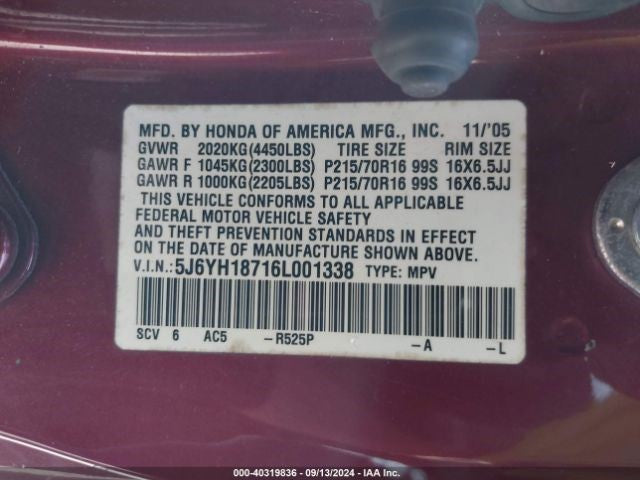 MFD. BY HONDA OF AMERICA MFG., INC. 11/'05
GVWR 2020KG(4450LBS) TIRE SIZE RIM SIZE
GAWR F 1045KG(2300LBS) P215/70R16 99S 16X6.5JJ
GAWR R 1000KG(2205LBS) P215/70R16 99S 16X6.5JJ
THIS VEHICLE CONFORMS TO ALL APPLICABLE
FEDERAL MOTOR VEHICLE SAFETY
AND THEFT PREVENTION STANDARDS IN EFFECT
ON THE DATE OF MANUFACTURE SHOWN ABOVE.
V.I.N.: 5J6YH18716L001338 TYPE: MPV
SCV 6 AC5 -R525P -A -L
000-40319836 - 09/13/2024 - IAA Inc.